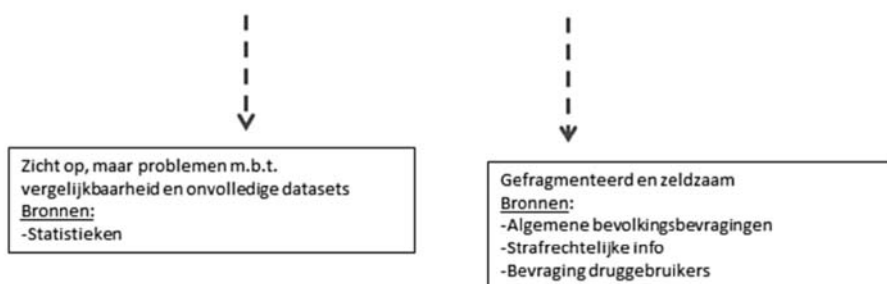 Zicht op, maar problemen m.b.t.
vergelijkbaarheid en onvolledige datasets
Bronnen:
-Statistieken
Gefragmenteerd en zeldzaam
Bronnen:
-Algemene bevolkingsbevragingen
-Strafrechtelijke info
-Bevraging druggebruikers